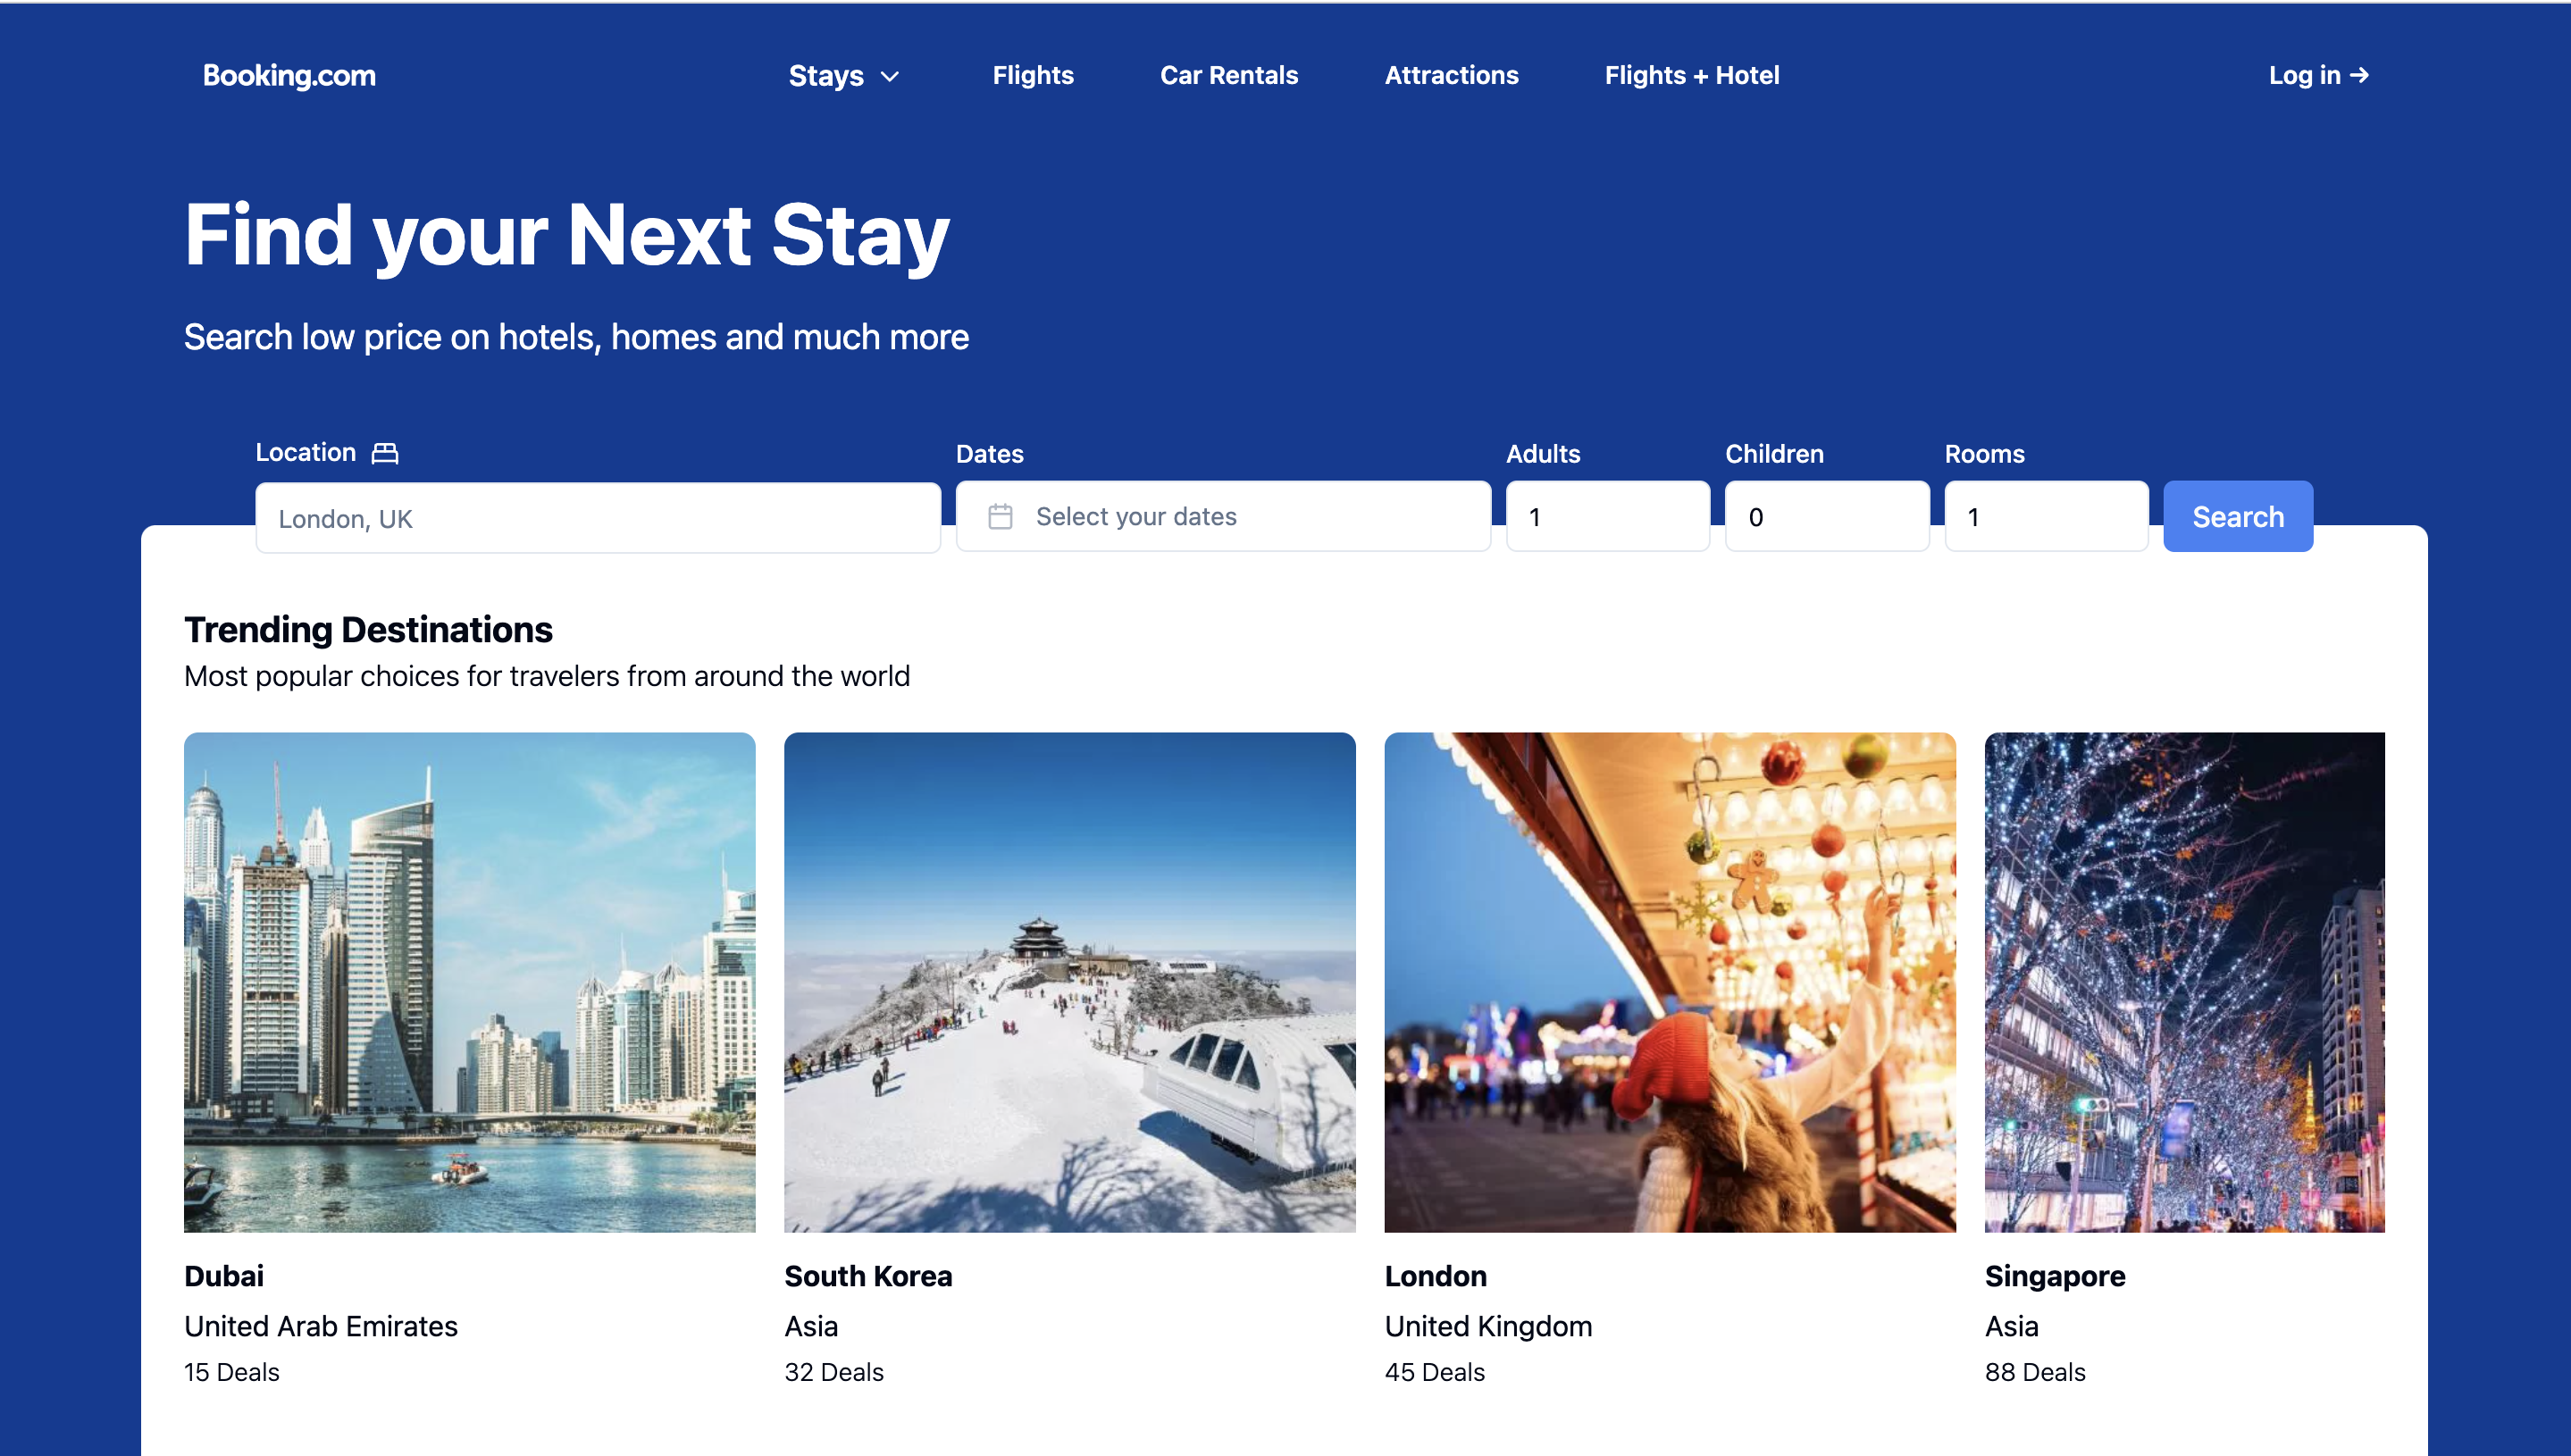 Booking.com
Stays
Flights
Car Rentals
Attractions
Flights + Hotel
Log in →
Find your Next Stay
Search low price on hotels, homes and much more
Location
London, UK
Dates
Select your dates
Adults
1
Children
0
Rooms
1
Search
Trending Destinations
Most popular choices for travelers from around the world
Dubai
United Arab Emirates
15 Deals
South Korea
Asia
32 Deals
London
United Kingdom
45 Deals
Singapore
Asia
88 Deals